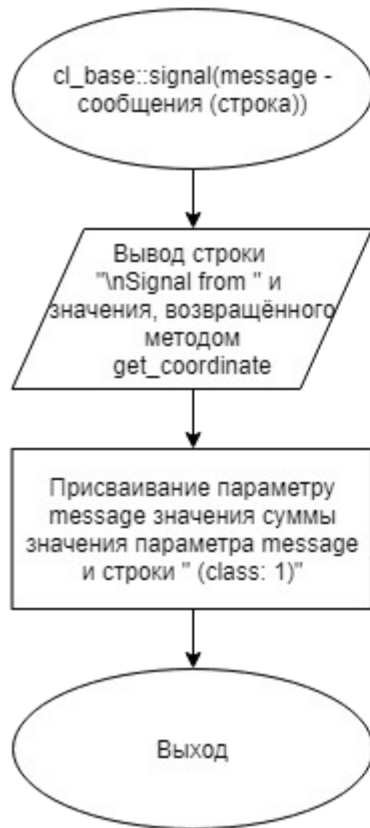 cl_base::signal(message -
сообщения (строка))
Вывод строки
"\nSignal from " и
значения, возвращённого
методом
get_coordinate
Присваивание параметру
message значения суммы
значения параметра message
и строки " (class: 1)"
Выход